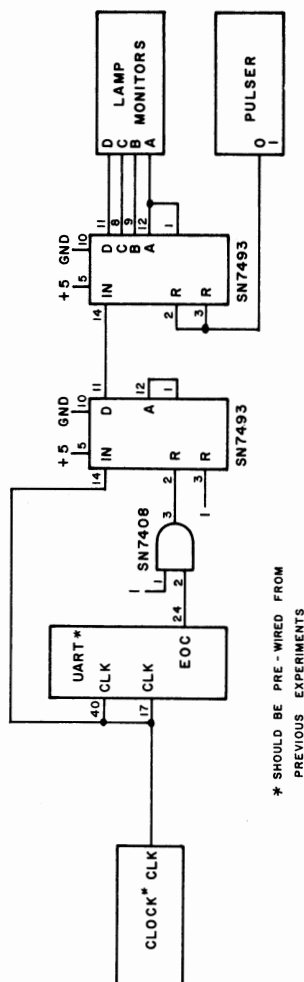 CLOCK* CLK
UART*
40 CLK
17 CLK
EOC 24
SN7408
1
1
2
3
+5
GND
5
10
14 IN
D 11
A 12
1
2 R
3 R
1
SN7493
+5
GND
5
10
14 IN
D 11
C 8
B 9
A 12
1
2 R
3 R
SN7493
LAMP
MONITORS
D
C
B
A
PULSER
0
1
* SHOULD BE PRE-WIRED FROM
PREVIOUS EXPERIMENTS